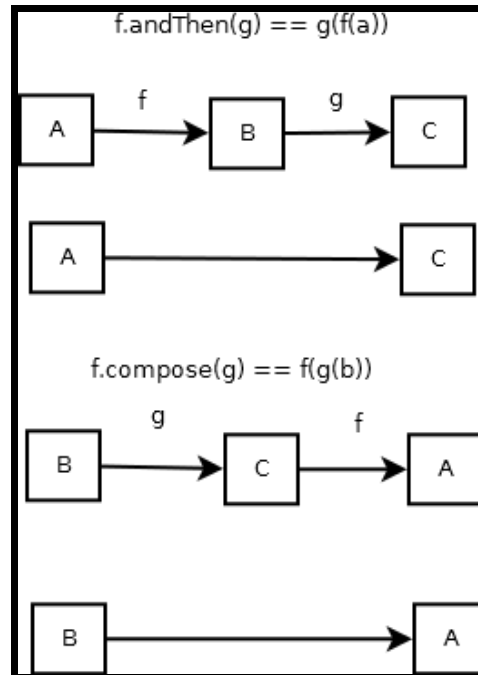 f.andThen(g) == g(f(a))
f g
A B C
A C
f.compose(g) == f(g(b))
g f
B C A
B A